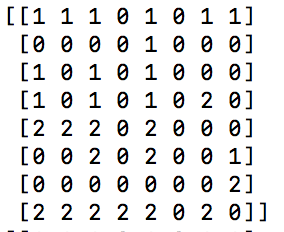 [[1 1 1 0 1 0 1 1]
[0 0 0 0 1 0 0 0]
[1 0 1 0 1 0 0 0]
[1 0 1 0 1 0 2 0]
[2 2 2 0 2 0 0 0]
[0 0 2 0 2 0 0 1]
[0 0 0 0 0 0 0 2]
[2 2 2 2 2 0 2 0]]